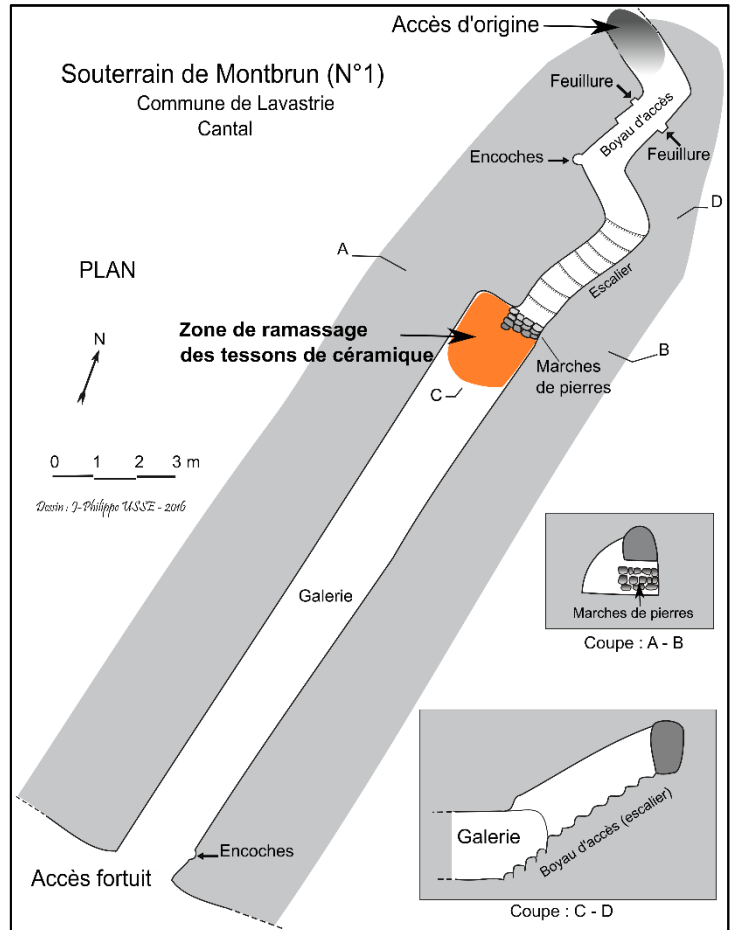 Accès d'origine
Souterrain de Montbrun (N°1)
Commune de Lavastrie
Cantal
Feuillure
Boyau d'accès
Feuillure
Encoches
D
A
PLAN
Escalier
Zone de ramassage
des tessons de céramique
N
B
Marches
de pierres
C
0 1 2 3 m
Dessin : J-Philippe USSE - 2016
Galerie
Marches de pierres
Coupe : A - B
Galerie
Boyau d'accès (escalier)
Coupe : C - D
Encoches
Accès fortuit